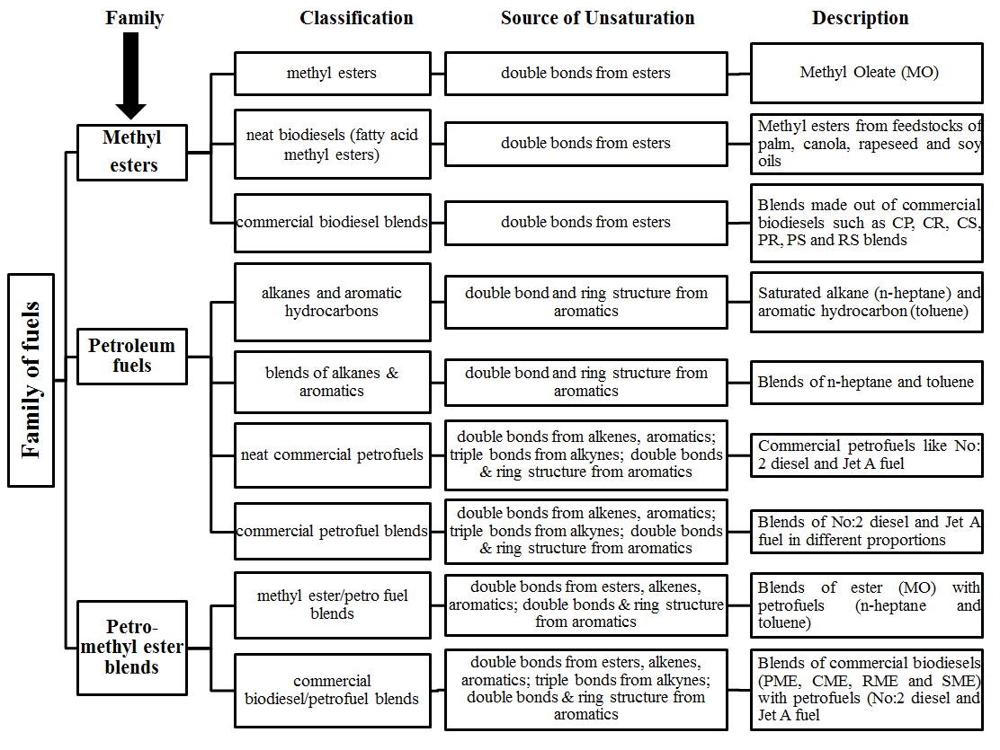 Family
Classification
Source of Unsaturation
Description
Family of fuels
Methyl
esters
methyl esters
double bonds from esters
Methyl Oleate (MO)
neat biodiesels (fatty acid
methyl esters)
double bonds from esters
Methyl esters from feedstocks of
palm, canola, rapeseed and soy
oils
commercial biodiesel blends
double bonds from esters
Blends made out of commercial
biodiesels such as CP, CR, CS,
PR, PS and RS blends
Petroleum
fuels
alkanes and aromatic
hydrocarbons
double bond and ring structure from
aromatics
Saturated alkane (n-heptane) and
aromatic hydrocarbon (toluene)
blends of alkanes &
aromatics
double bond and ring structure from
aromatics
Blends of n-heptane and toluene
neat commercial petrofuels
double bonds from alkenes, aromatics;
triple bonds from alkynes; double bonds
& ring structure from aromatics
Commercial petrofuels like No:
2 diesel and Jet A fuel
commercial petrofuel blends
double bonds from alkenes, aromatics;
triple bonds from alkynes; double bonds
& ring structure from aromatics
Blends of No:2 diesel and Jet A
fuel in different proportions
Petro-
methyl ester
blends
methyl ester/petro fuel
blends
double bonds from esters, alkenes,
aromatics; double bonds & ring structure
from aromatics
Blends of ester (MO) with
petrofuels (n-heptane and
toluene)
commercial
biodiesel/petrofuel blends
double bonds from esters, alkenes,
aromatics; triple bonds from alkynes;
double bonds & ring structure from
aromatics
Blends of commercial biodiesels
(PME, CME, RME and SME)
with petrofuels (No:2 diesel and
Jet A fuel